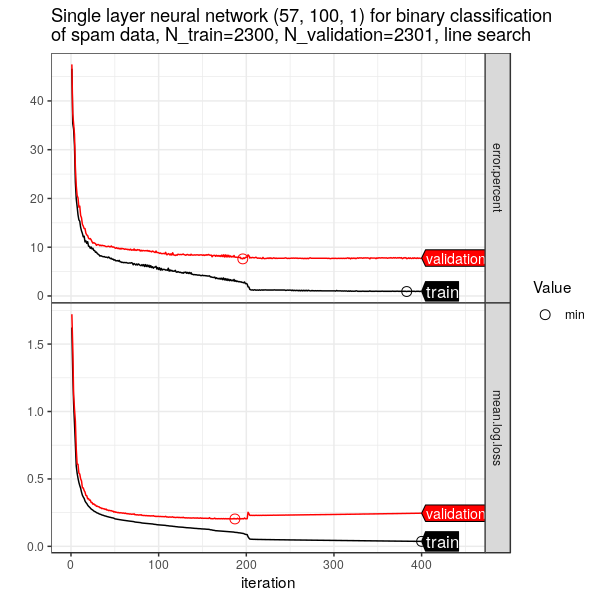 Single layer neural network (57, 100, 1) for binary classification
of spam data, N_train=2300, N_validation=2301, line search
40
30
20
10
0
error.percent
validation
train
Value
min
1.5
1.0
0.5
0.0
mean.log.loss
validation
train
0
100
200
300
400
iteration